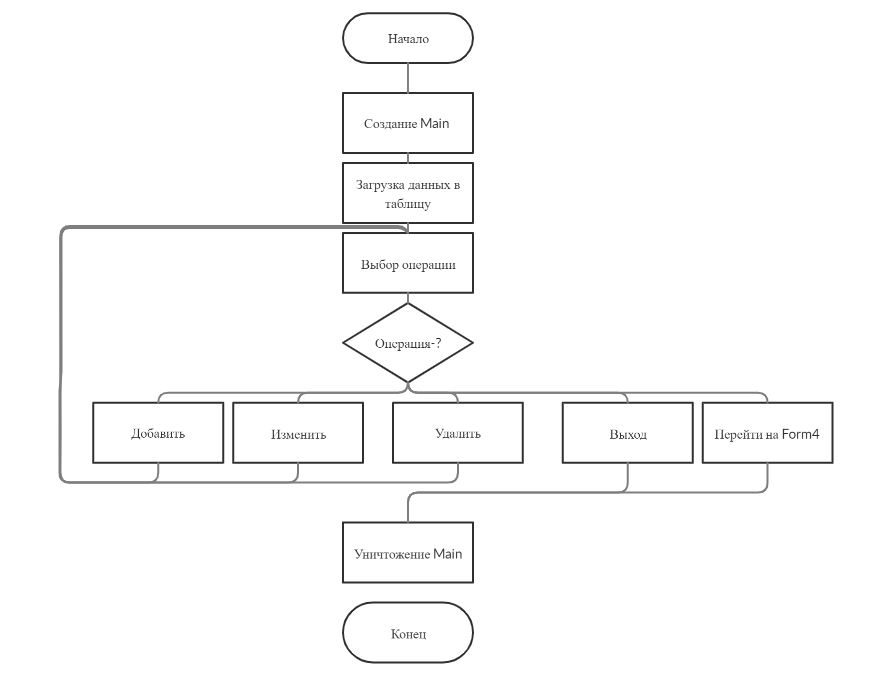 Начало
Создание Main
Загрузка данных в
таблицу
Выбор операции
Операция-?
Добавить
Изменить
Удалить
Выход
Перейти на Form4
Уничтожение Main
Конец